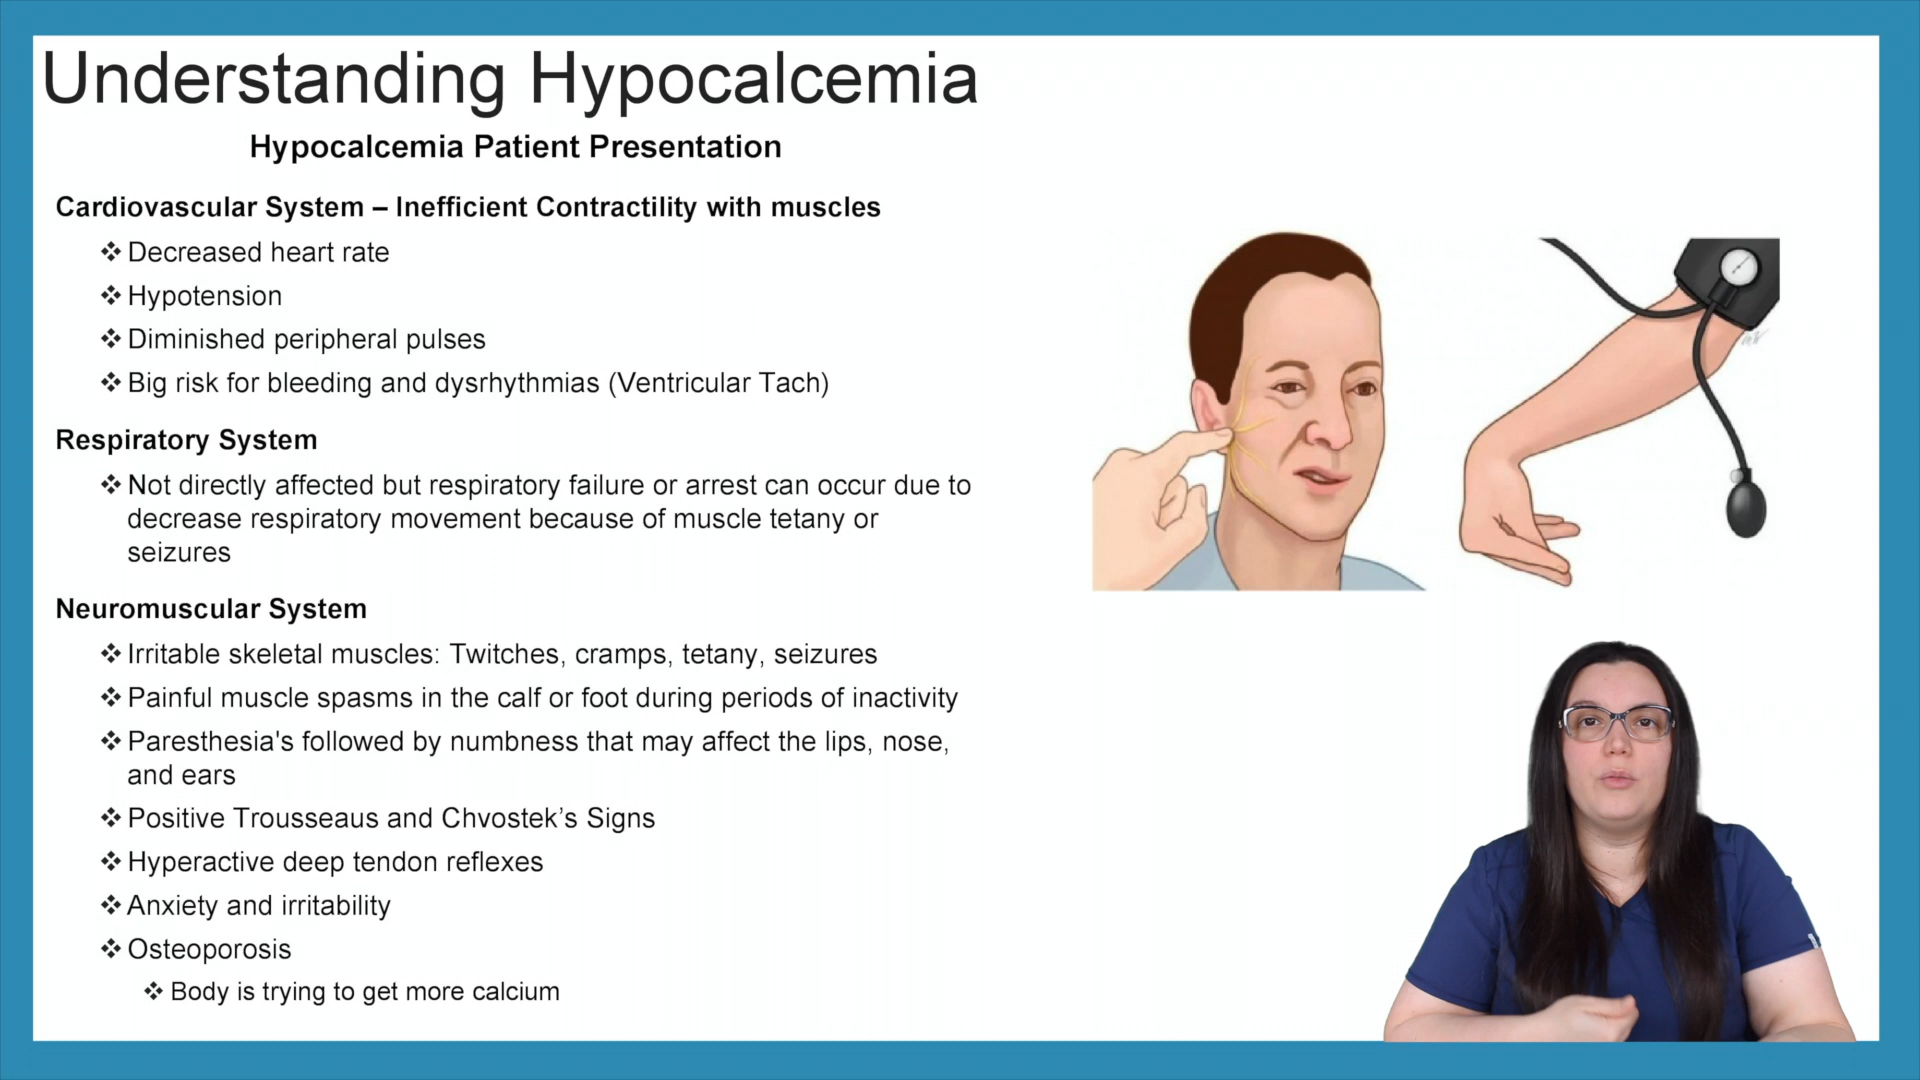 Understanding Hypocalcemia
Hypocalcemia Patient Presentation
Cardiovascular System – Inefficient Contractility with muscles
❖ Decreased heart rate
❖ Hypotension
❖ Diminished peripheral pulses
❖ Big risk for bleeding and dysrhythmias (Ventricular Tach)
Respiratory System
❖ Not directly affected but respiratory failure or arrest can occur due to
decrease respiratory movement because of muscle tetany or
seizures
Neuromuscular System
❖ Irritable skeletal muscles: Twitches, cramps, tetany, seizures
❖ Painful muscle spasms in the calf or foot during periods of inactivity
❖ Paresthesia's followed by numbness that may affect the lips, nose,
and ears
❖ Positive Trousseaus and Chvostek’s Signs
❖ Hyperactive deep tendon reflexes
❖ Anxiety and irritability
❖ Osteoporosis
❖ Body is trying to get more calcium